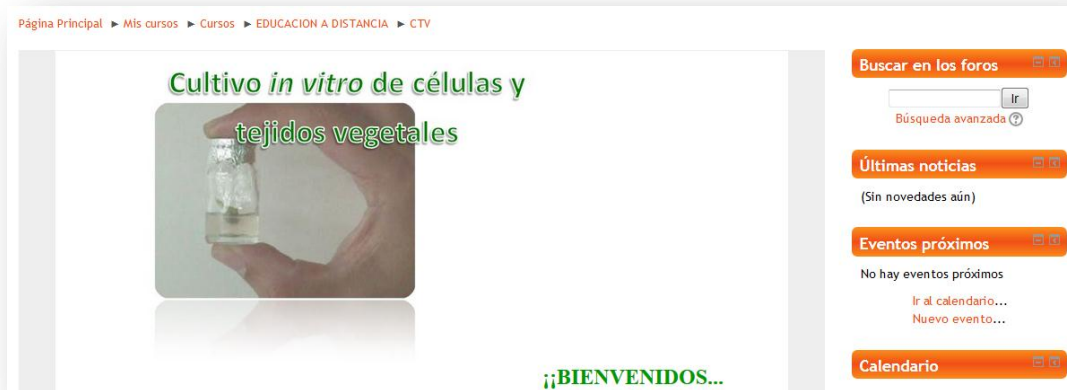 Página Principal ► Mis cursos ► Cursos ► EDUCACION A DISTANCIA ► CTV
Cultivo in vitro de células y
tejidos vegetales
¡¡BIENVENIDOS...
Buscar en los foros
Ir
Búsqueda avanzada ?
Últimas noticias
(Sin novedades aún)
Eventos próximos
No hay eventos próximos
Ir al calendario...
Nuevo evento...
Calendario